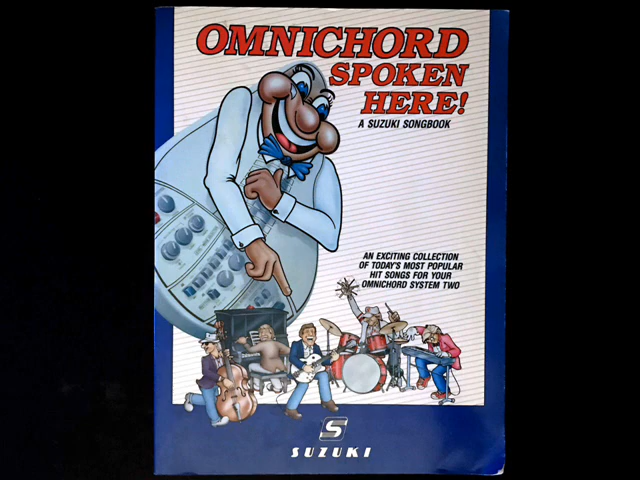 OMNICHORD
SPOKEN
HERE!
A SUZUKI SONGBOOK
AN EXCITING COLLECTION
OF TODAY'S MOST POPULAR
HIT SONGS FOR YOUR
OMNICHORD SYSTEM TWO
S
SUZUKI